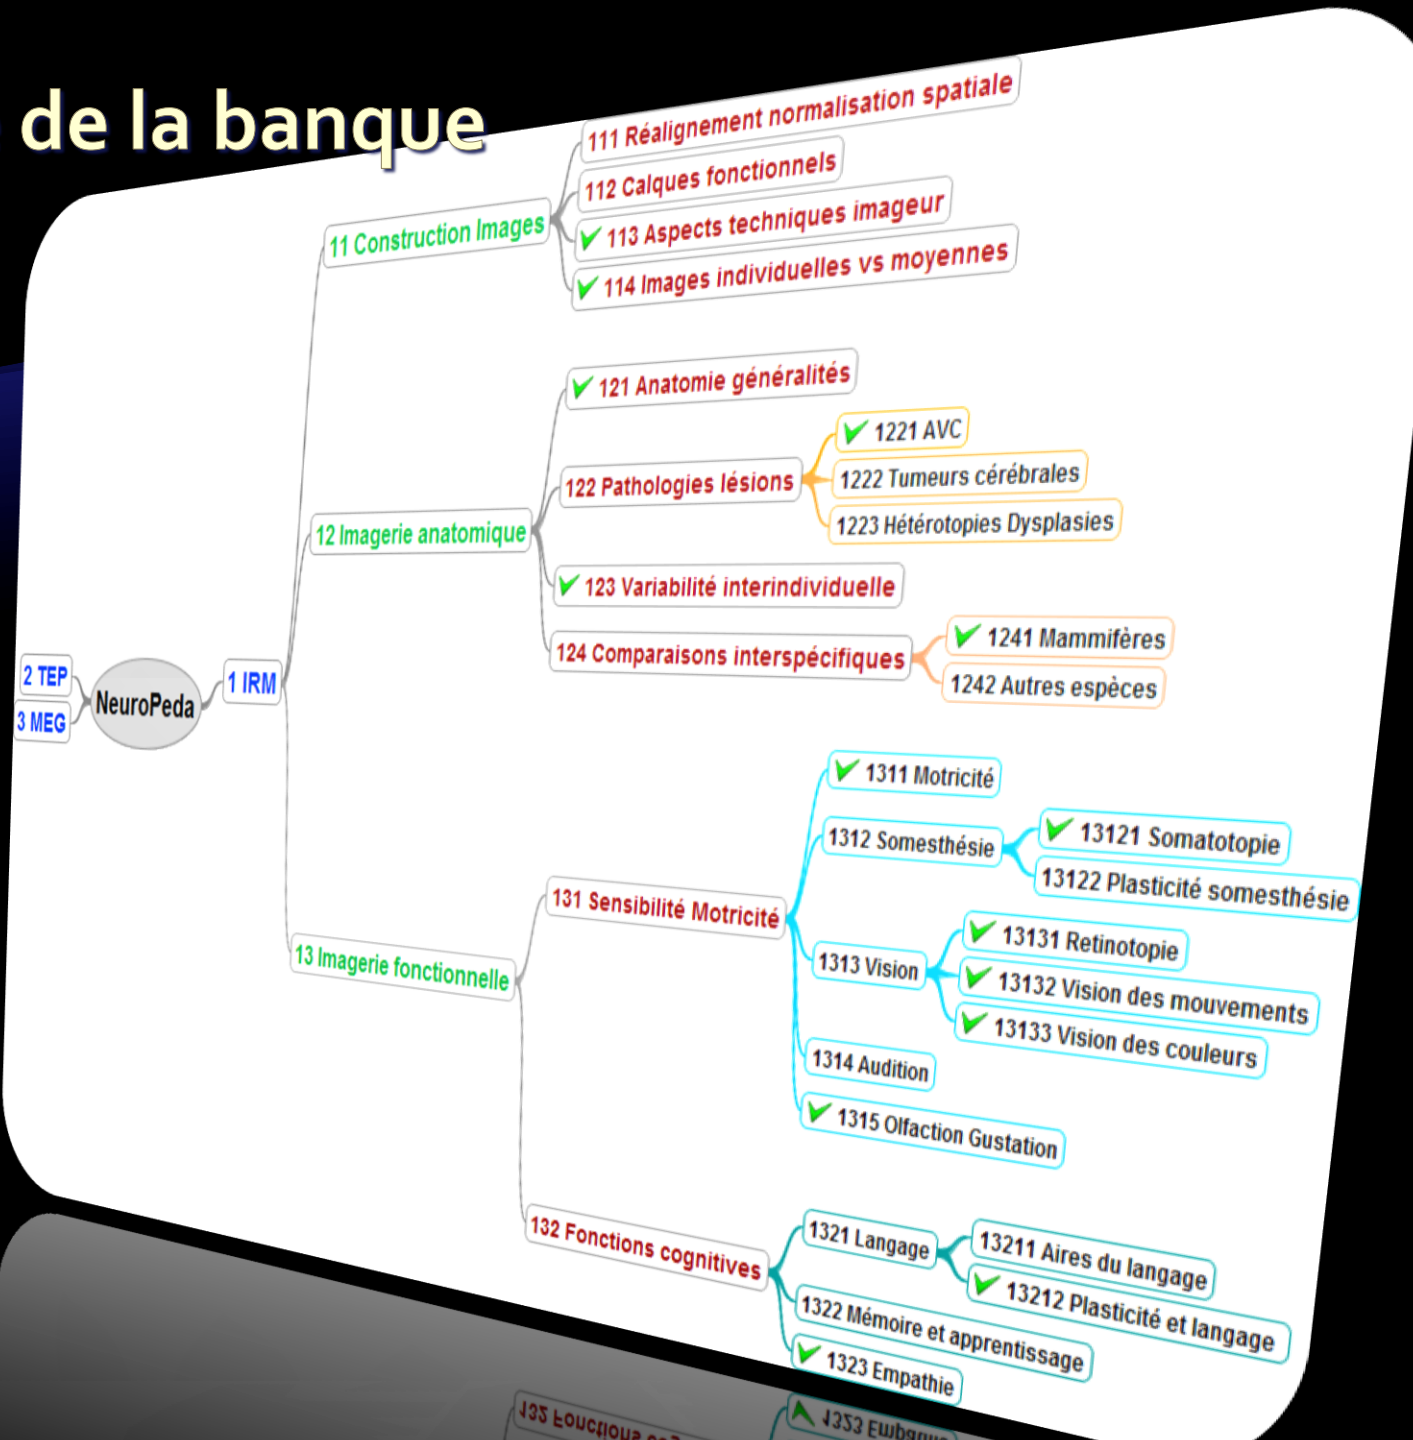 de la banque
111 Réalignement normalisation spatiale
112 Calques fonctionnels
11 Construction Images
113 Aspects techniques imageur
114 Images individuelles vs moyennes
121 Anatomie généralités
1221 AVC
122 Pathologies lésions
1222 Tumeurs cérébrales
1223 Hétérotopies Dysplasies
12 Imagerie anatomique
123 Variabilité interindividuelle
1241 Mammifères
124 Comparaisons interspécifiques
1242 Autres espèces
2 TEP
NeuroPeda
1 IRM
3 MEG
1311 Motricité
13121 Somatotopie
1312 Somesthésie
13122 Plasticité somesthésie
131 Sensibilité Motricité
13131 Retinotopie
1313 Vision
13132 Vision des mouvements
13133 Vision des couleurs
13 Imagerie fonctionnelle
1314 Audition
1315 Olfaction Gustation
1321 Langage
13211 Aires du langage
132 Fonctions cognitives
13212 Plasticité et langage
1322 Mémoire et apprentissage
1323 Empathie